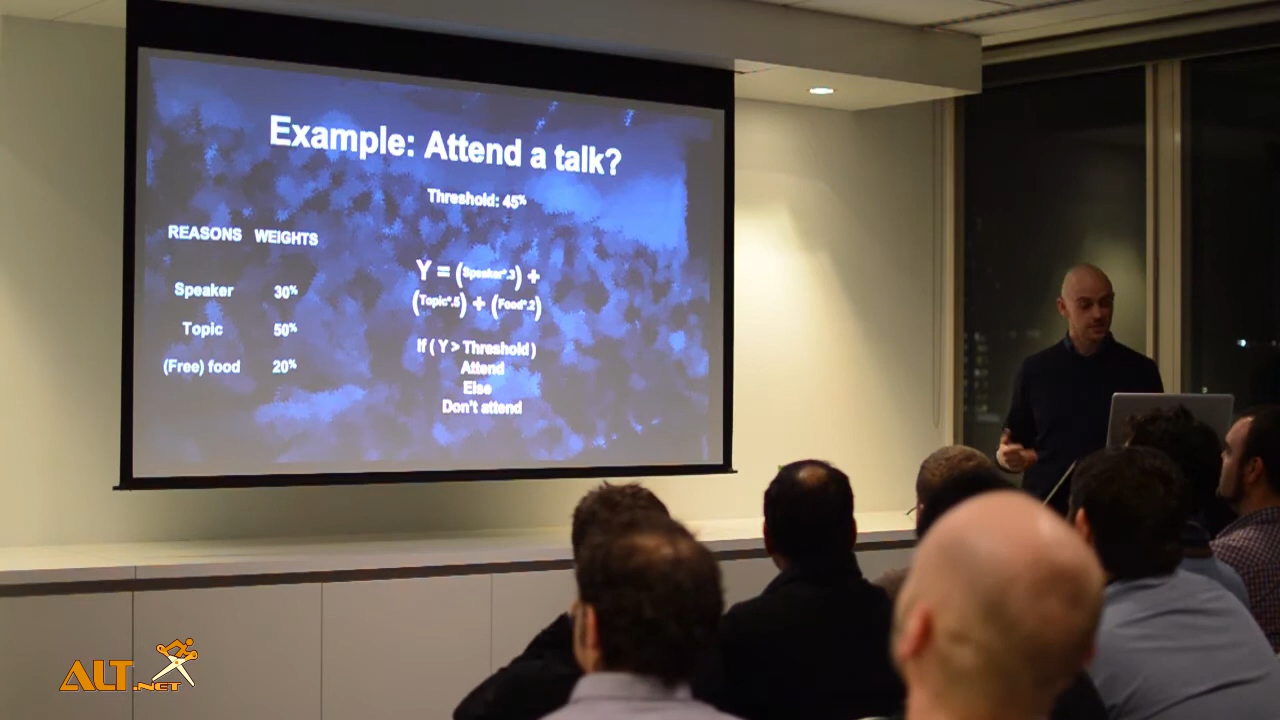 Example: Attend a talk?
Threshold: 45%
REASONS WEIGHTS
Speaker 30%
Topic 50%
(Free) food 20%
Y = (Speaker*.3) +
(Topic*.5) + (Food*.2)
If ( Y > Threshold )
Attend
Else
Don't attend
ALT.NET